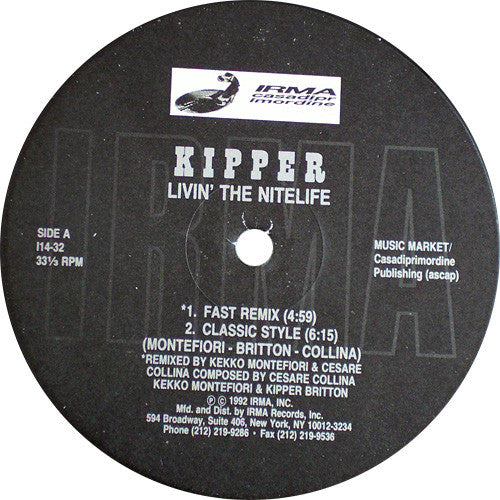 IRMA
casadipr
imordine
KIPPER
LIVIN' THE NITELIFE
SIDE A
I14-32
33⅓ RPM
MUSIC MARKET/
Casadiprimordine
Publishing (ascap)
*1. FAST REMIX (4:59)
2. CLASSIC STYLE (6:15)
(MONTEFIORI - BRITTON - COLLINA)
*REMIXED BY KEKKO MONTEFIORI & CESARE
COLLINA COMPOSED BY CESARE COLLINA
KEKKO MONTEFIORI & KIPPER BRITTON
℗ © 1992 IRMA, INC.
Mfd. and Dist. by IRMA Records, Inc.
594 Broadway, Suite 406, New York, NY 10012-3234
Phone (212) 219-9286 • Fax (212) 219-9536
IRMA